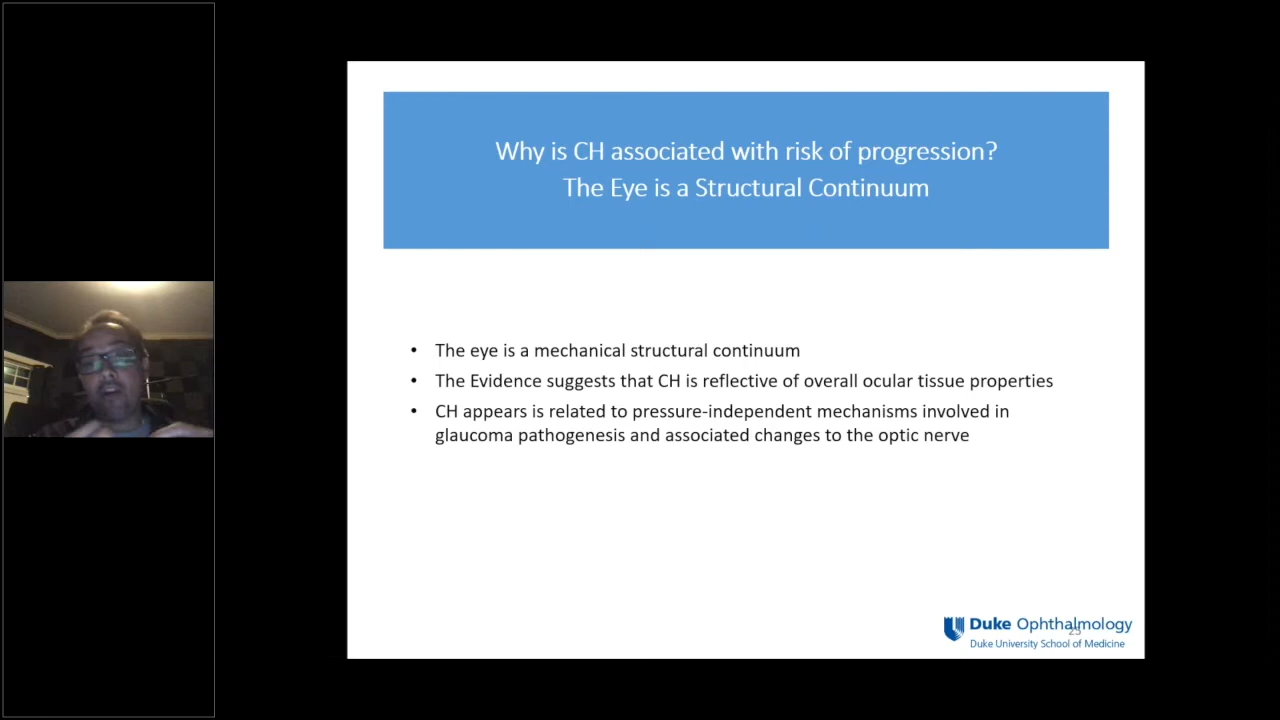 Why is CH associated with risk of progression?
The Eye is a Structural Continuum
• The eye is a mechanical structural continuum
• The Evidence suggests that CH is reflective of overall ocular tissue properties
• CH appears is related to pressure-independent mechanisms involved in
glaucoma pathogenesis and associated changes to the optic nerve
Duke Ophthalmology
25
Duke University School of Medicine